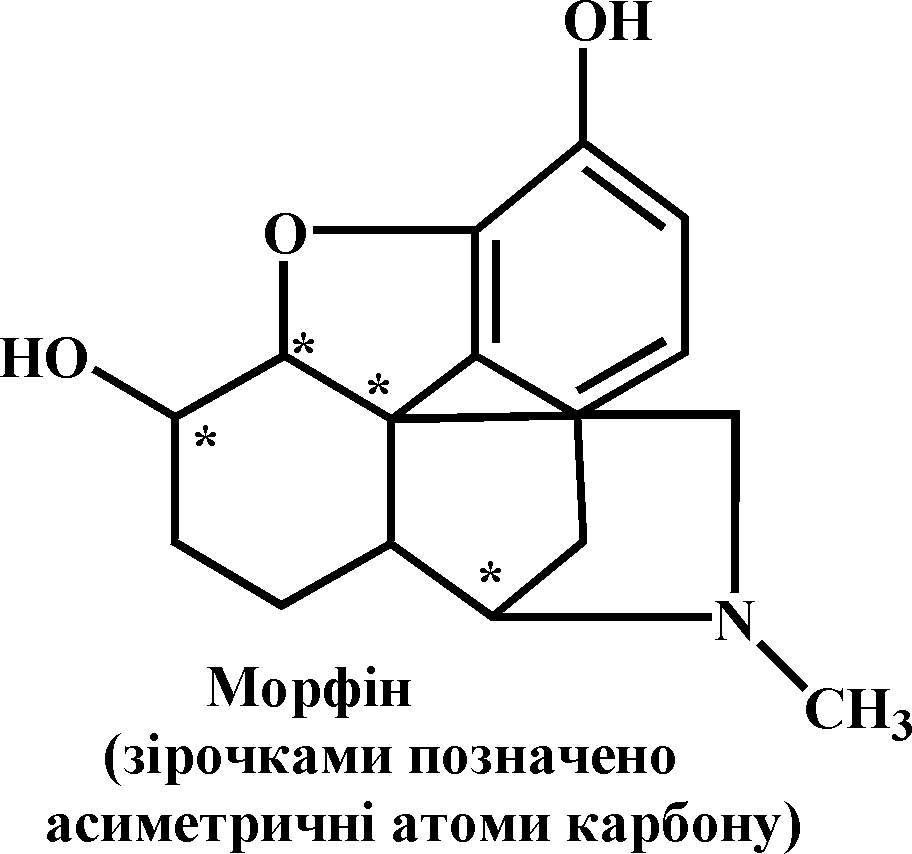 OH
O
*
HO
*
*
*
N
CH3
Морфін
(зірочками позначено
асиметричні атоми карбону)